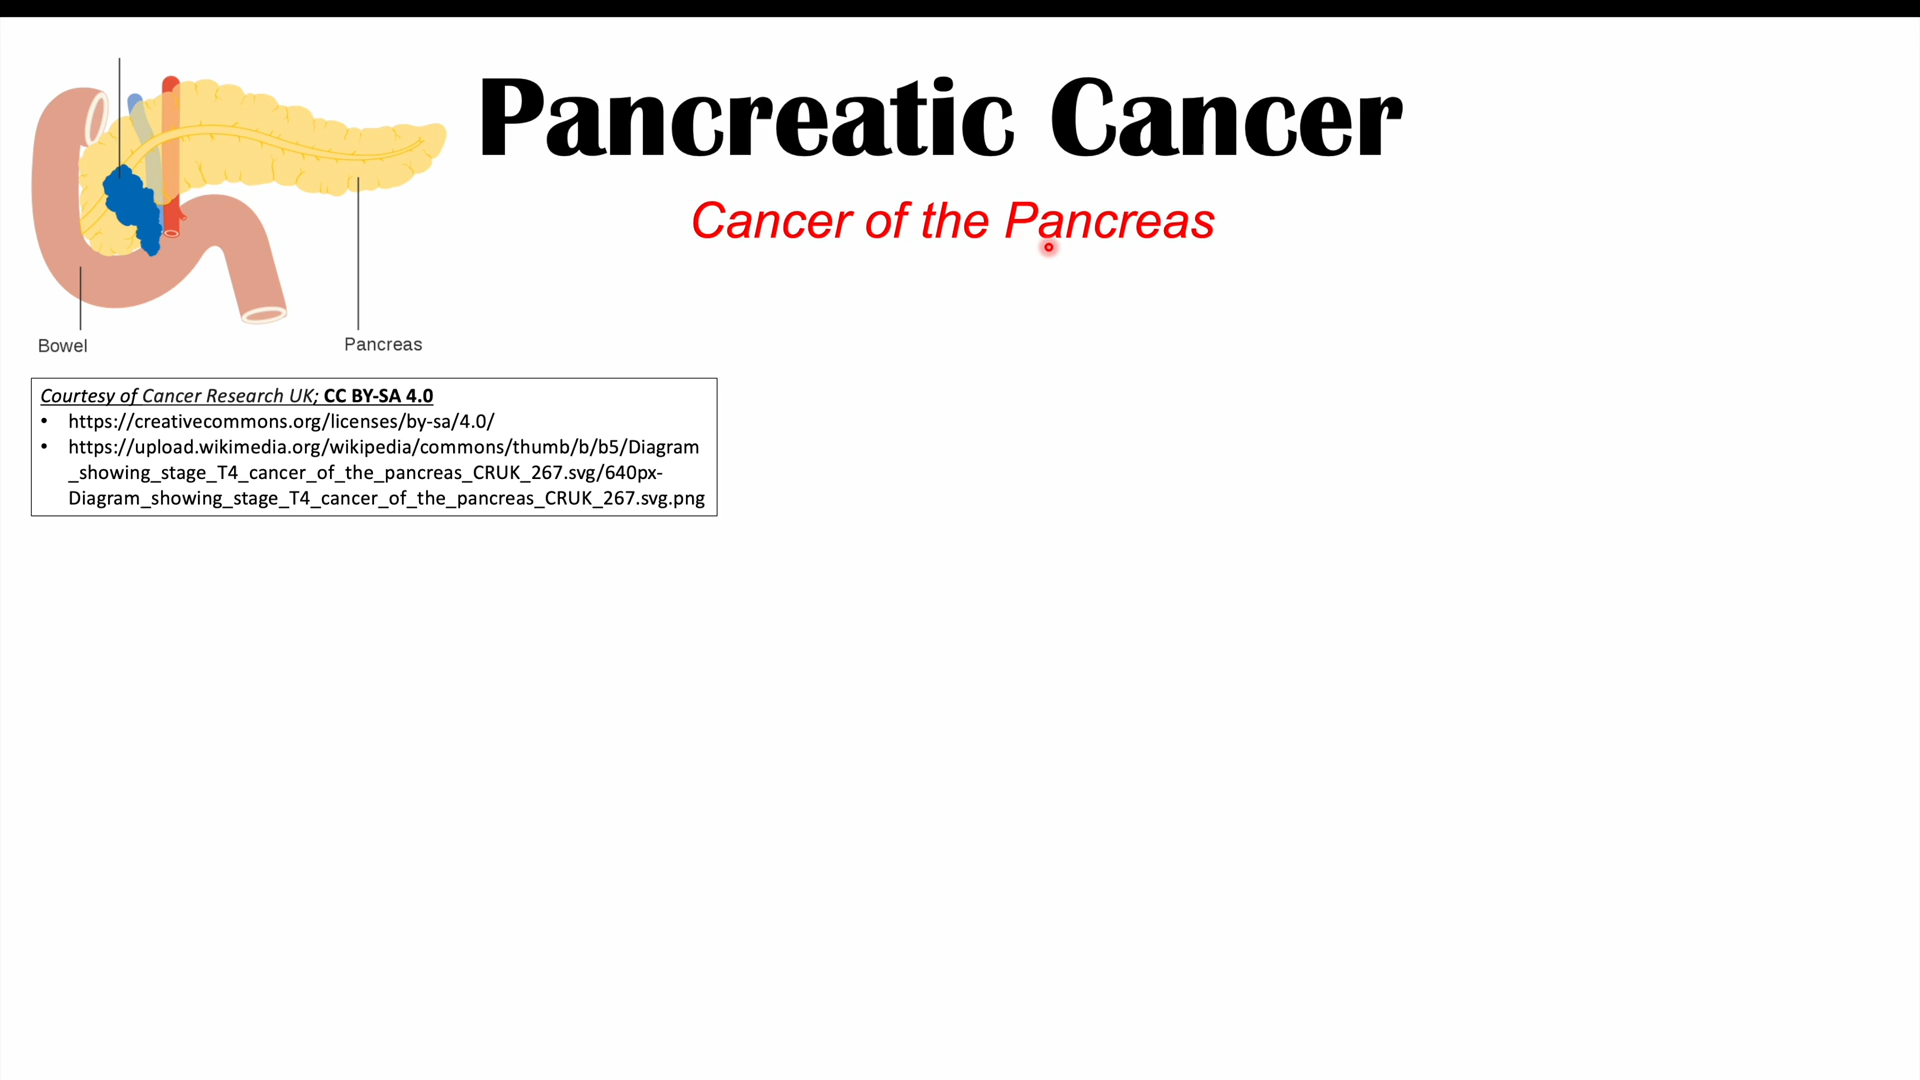 Pancreatic Cancer
Cancer of the Pancreas
Bowel
Pancreas
Courtesy of Cancer Research UK; CC BY-SA 4.0
• https://creativecommons.org/licenses/by-sa/4.0/
• https://upload.wikimedia.org/wikipedia/commons/thumb/b/b5/Diagram
_showing_stage_T4_cancer_of_the_pancreas_CRUK_267.svg/640px-
Diagram_showing_stage_T4_cancer_of_the_pancreas_CRUK_267.svg.png